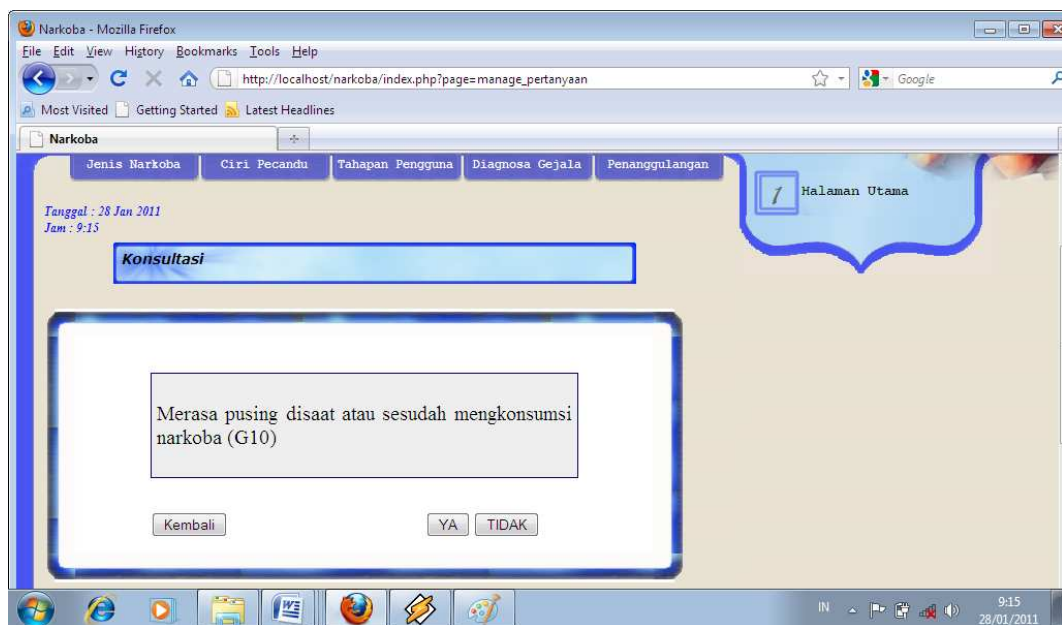 Narkoba - Mozilla Firefox
File Edit View History Bookmarks Tools Help
http://localhost/narkoba/index.php?page=manage_pertanyaan
Google
Most Visited Getting Started Latest Headlines
Narkoba
Jenis Narkoba Ciri Pecandu Tahapan Pengguna Diagnosa Gejala Penanggulangan
1 Halaman Utama
Tanggal : 28 Jan 2011
Jam : 9:15
Konsultasi
Merasa pusing disaat atau sesudah mengkonsumsi
narkoba (G10)
Kembali YA TIDAK
IN 9:15
28/01/2011